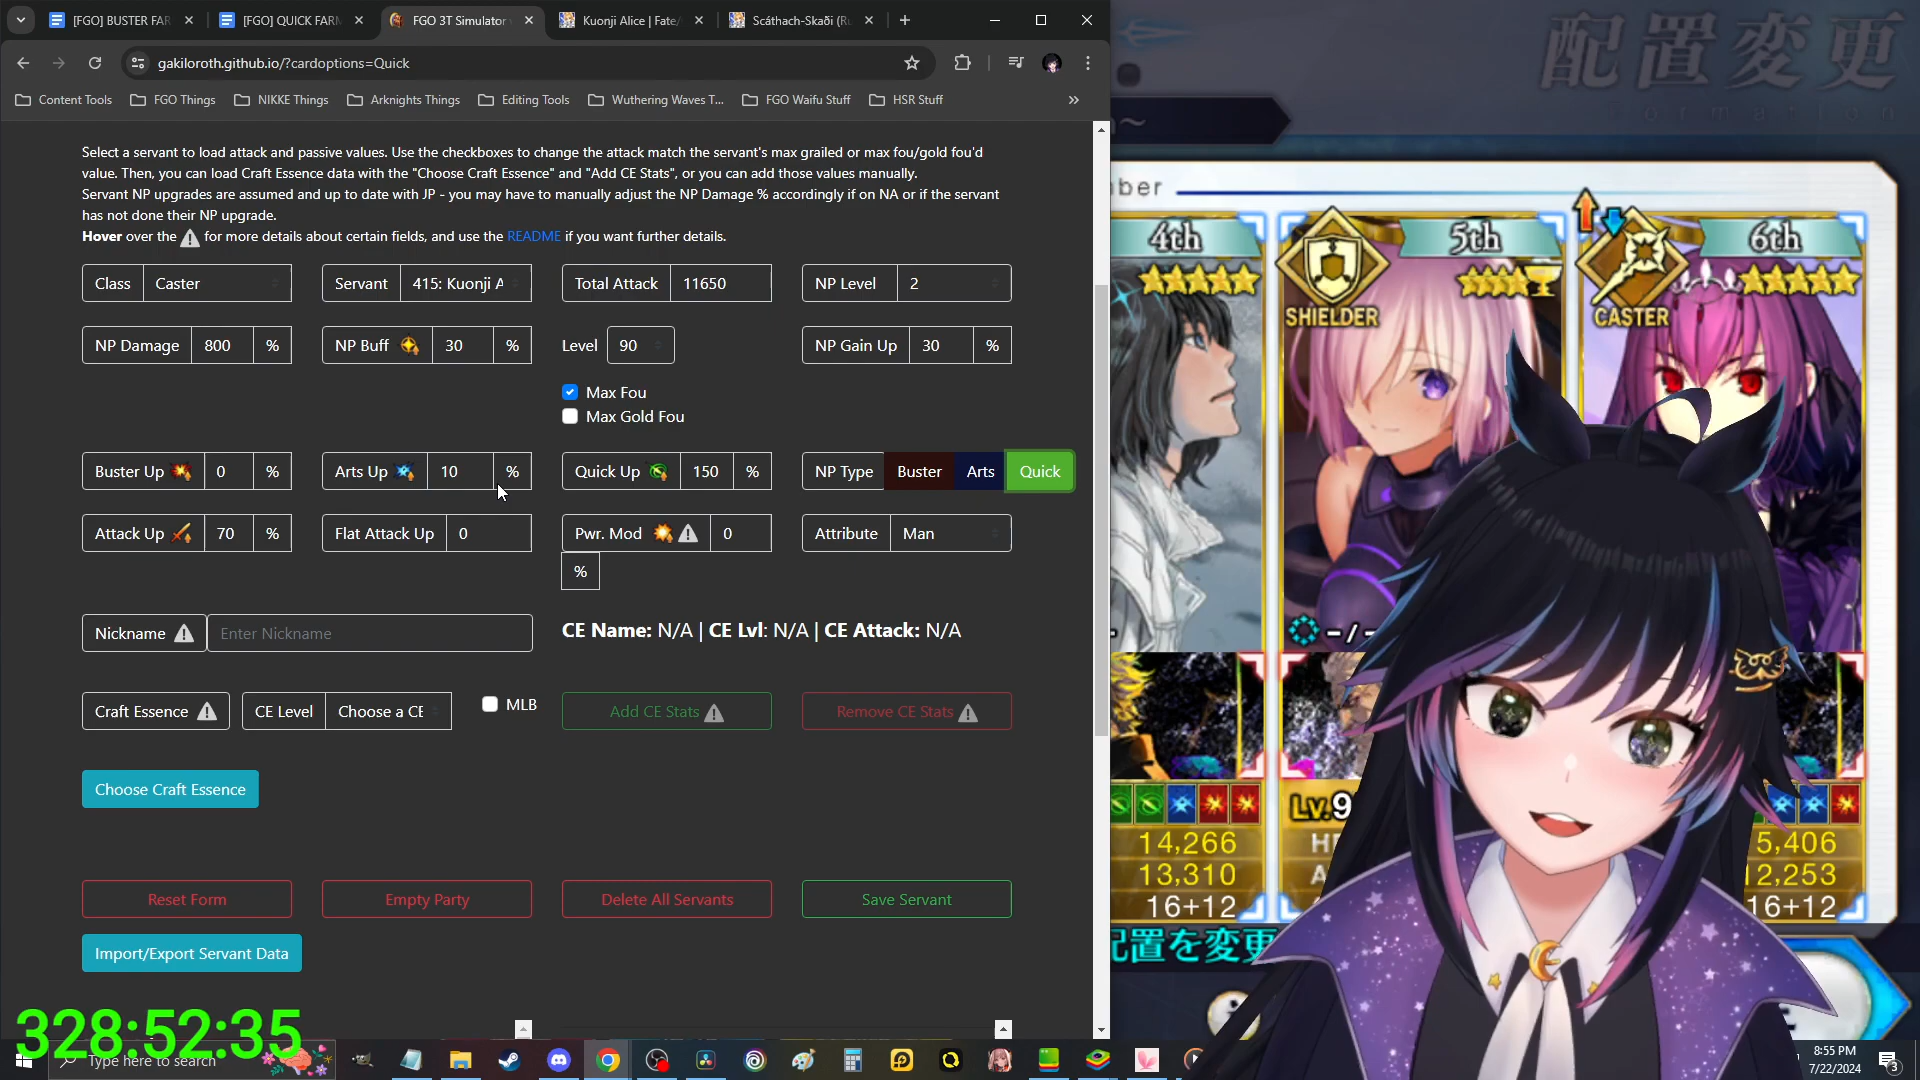 [FGO] BUSTER FAR
[FGO] QUICK FARM
FGO 3T Simulator
Kuonji Alice | Fate/
Scáthach-Skaði (Ru
gakiloroth.github.io/?cardoptions=Quick
Content Tools
FGO Things
NIKKE Things
Arknights Things
Editing Tools
Wuthering Waves T...
FGO Waifu Stuff
HSR Stuff
»
配置変更
Formation
Select a servant to load attack and passive values. Use the checkboxes to change the attack match the servant's max grailed or max fou/gold fou'd
value. Then, you can load Craft Essence data with the "Choose Craft Essence" and "Add CE Stats", or you can add those values manually.
Servant NP upgrades are assumed and up to date with JP - you may have to manually adjust the NP Damage % accordingly if on NA or if the servant
has not done their NP upgrade.
Hover over the ⚠ for more details about certain fields, and use the README if you want further details.
Class Caster
Servant 415: Kuonji A
Total Attack 11650
NP Level 2
NP Damage 800 %
NP Buff 30 %
Level 90
NP Gain Up 30 %
Max Fou
Max Gold Fou
Buster Up 0 %
Arts Up 10 %
Quick Up 150 %
NP Type Buster Arts Quick
Attack Up 70 %
Flat Attack Up 0
Pwr. Mod 0
Attribute Man
%
Nickname Enter Nickname
CE Name: N/A | CE Lvl: N/A | CE Attack: N/A
Craft Essence
CE Level Choose a CE
MLB
Add CE Stats
Remove CE Stats
Choose Craft Essence
Reset Form
Empty Party
Delete All Servants
Save Servant
Import/Export Servant Data
mber
4th
5th
6th
SHIELDER
CASTER
-/-
Lv.9
14,266
13,310
16+12
5,406
12,253
16+12
配置を変更
328:52:35
Type here to search
8:55 PM
7/22/2024
3